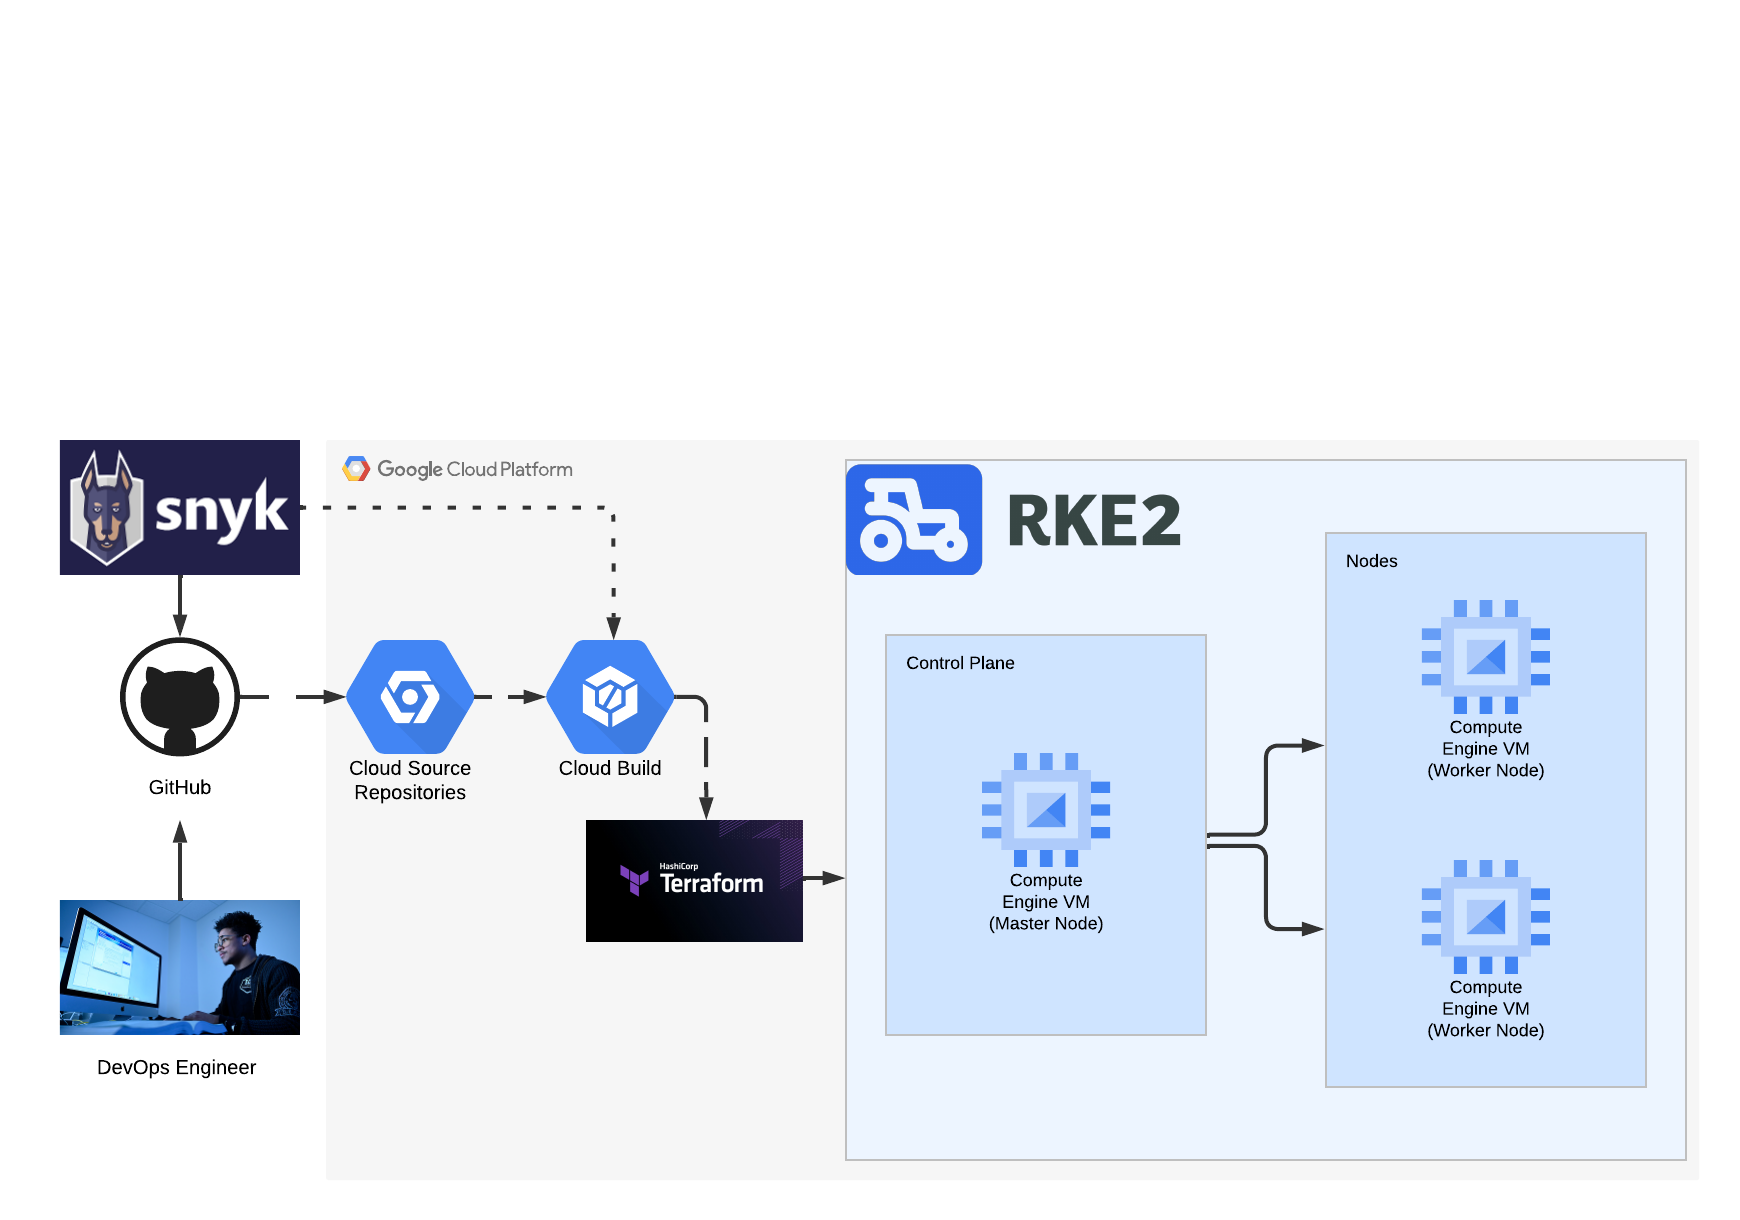 snyk
Google Cloud Platform
RKE2
Nodes
Control Plane
Compute
Engine VM
(Worker Node)
GitHub
Cloud Source
Repositories
Cloud Build
HashiCorp
Terraform
Compute
Engine VM
(Master Node)
Compute
Engine VM
(Worker Node)
DevOps Engineer